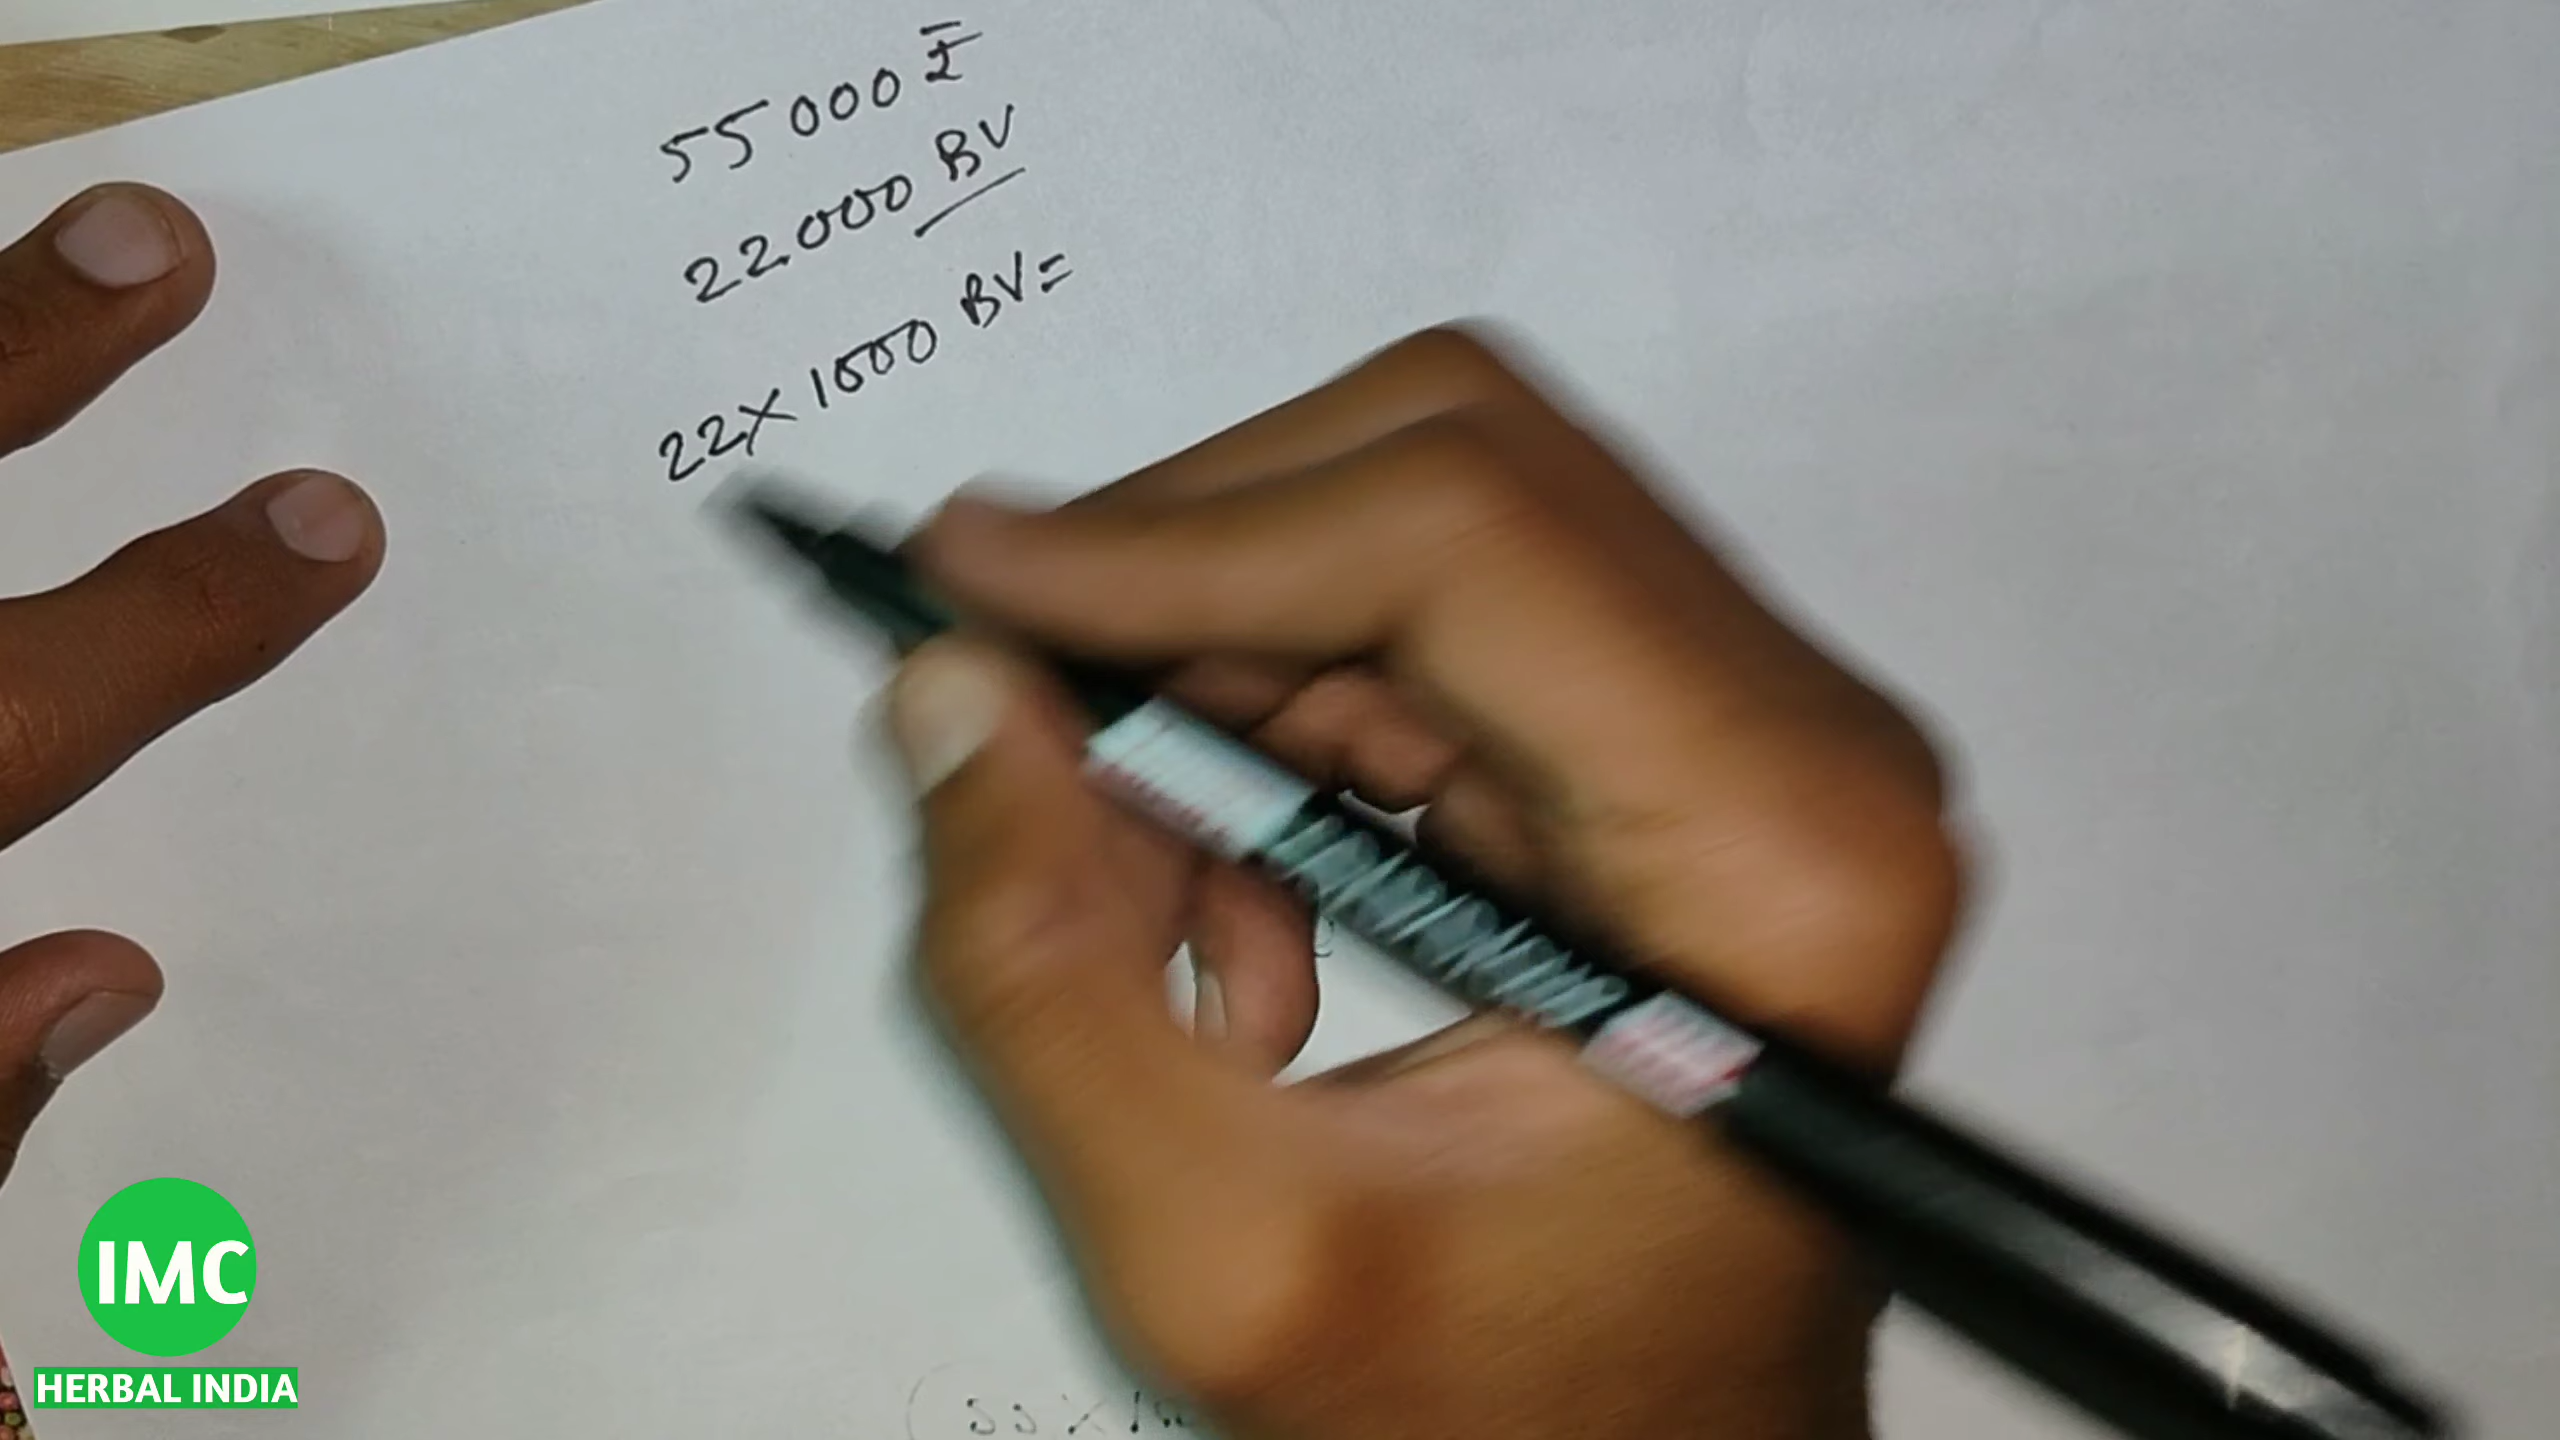 55000 ₹
22000 BV
22 X 1000 BV =
IMC
HERBAL INDIA